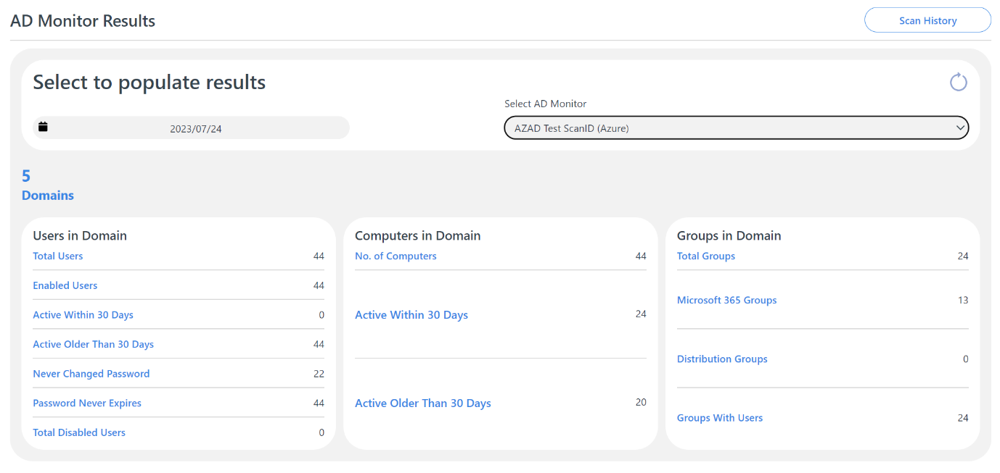 AD Monitor Results
Scan History
Select to populate results
Select AD Monitor
2023/07/24
AZAD Test ScanID (Azure)
5
Domains
Users in Domain
Total Users 44
Enabled Users 44
Active Within 30 Days 0
Active Older Than 30 Days 44
Never Changed Password 22
Password Never Expires 44
Total Disabled Users 0
Computers in Domain
No. of Computers 44
Active Within 30 Days 24
Active Older Than 30 Days 20
Groups in Domain
Total Groups 24
Microsoft 365 Groups 13
Distribution Groups 0
Groups With Users 24